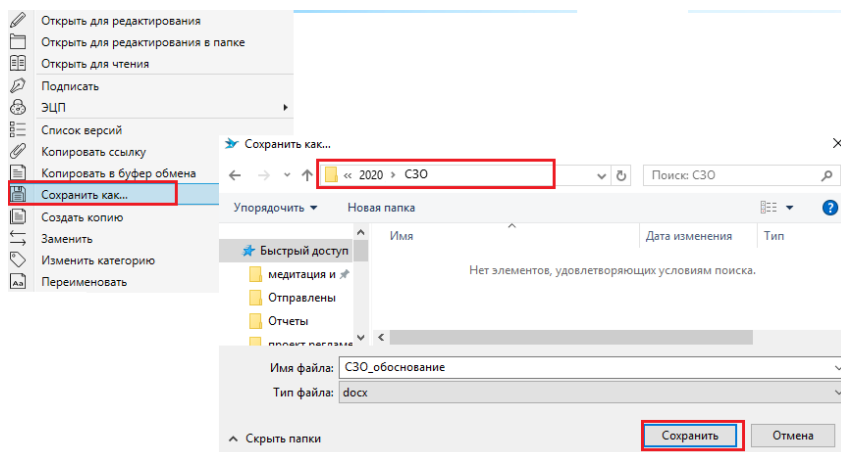 Открыть для редактирования
Открыть для редактирования в папке
Открыть для чтения
Подписать
ЭЦП
Список версий
Копировать ссылку
Копировать в буфер обмена
Сохранить как...
Создать копию
Заменить
Изменить категорию
Переименовать
Сохранить как...
« 2020 › СЗО
Поиск: СЗО
Упорядочить
Новая папка
Имя
Дата изменения
Тип
Быстрый доступ
медитация и
Отправлены
Отчеты
проект регламе
Нет элементов, удовлетворяющих условиям поиска.
Имя файла: СЗО_обоснование
Тип файла: docx
Скрыть папки
Сохранить
Отмена